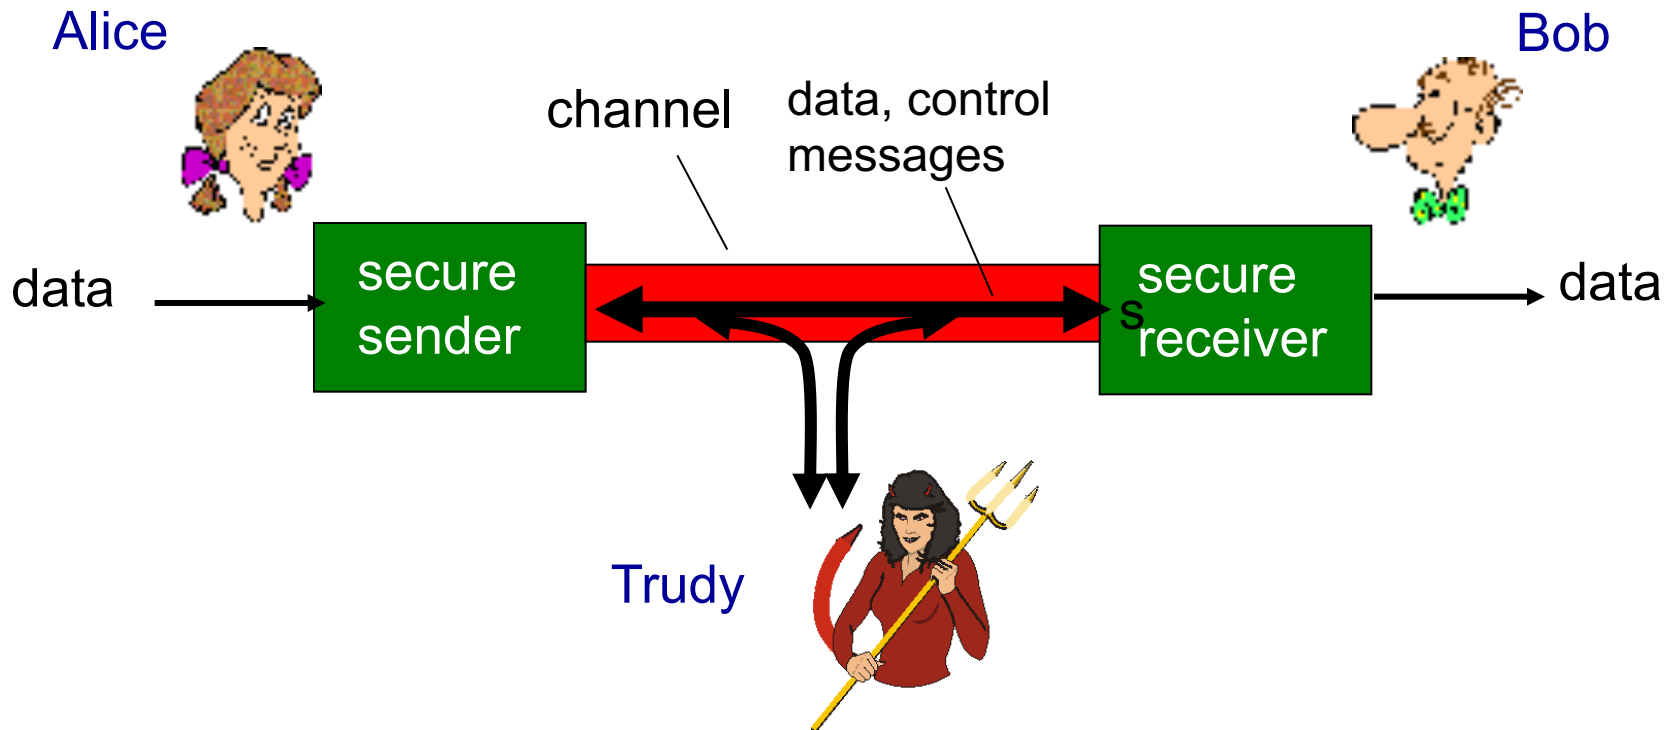 Alice
Bob
channel
data, control
messages
data
secure
sender
s
secure
receiver
data
Trudy